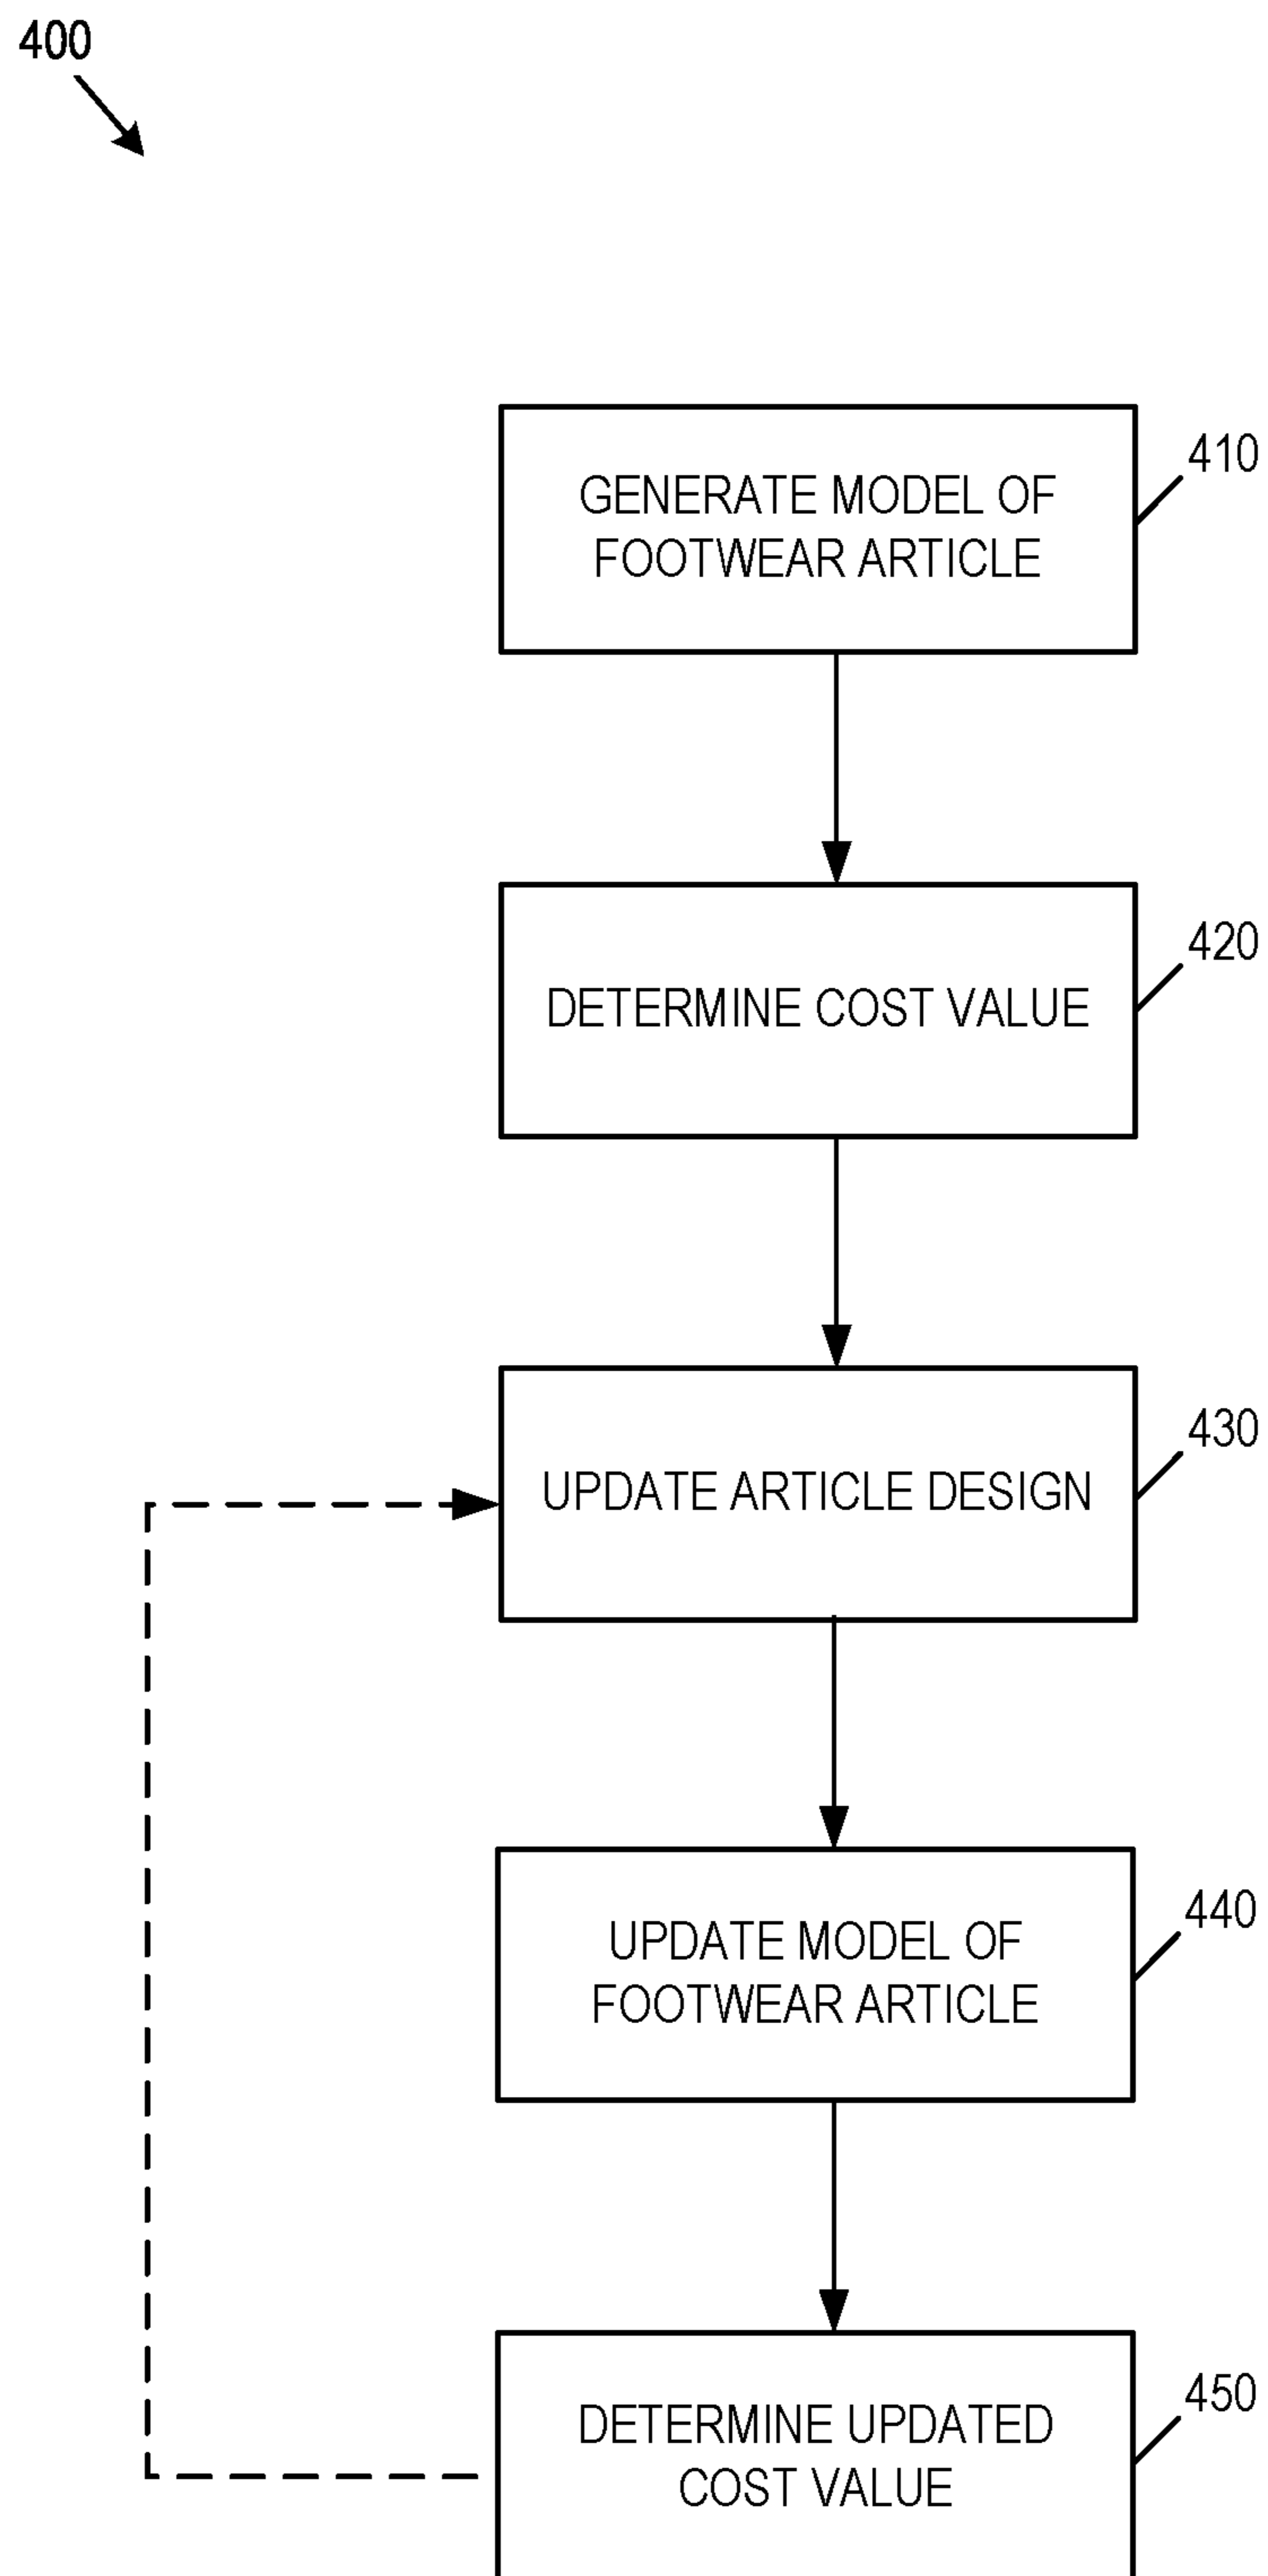 400
GENERATE MODEL OF
FOOTWEAR ARTICLE
410
DETERMINE COST VALUE
420
UPDATE ARTICLE DESIGN
430
UPDATE MODEL OF
FOOTWEAR ARTICLE
440
DETERMINE UPDATED
COST VALUE
450